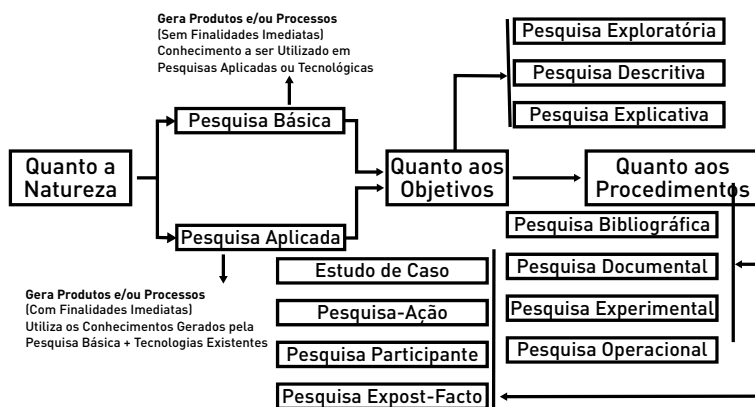 Gera Produtos e/ou Processos
(Sem Finalidades Imediatas)
Conhecimento a ser Utilizado em
Pesquisas Aplicadas ou Tecnológicas
Pesquisa Exploratória
Pesquisa Descritiva
Pesquisa Explicativa
Pesquisa Básica
Quanto a
Natureza
Quanto aos
Objetivos
Quanto aos
Procedimentos
Pesquisa Aplicada
Gera Produtos e/ou Processos
(Com Finalidades Imediatas)
Utiliza os Conhecimentos Gerados pela
Pesquisa Básica + Tecnologias Existentes
Estudo de Caso
Pesquisa-Ação
Pesquisa Participante
Pesquisa Expost-Facto
Pesquisa Bibliográfica
Pesquisa Documental
Pesquisa Experimental
Pesquisa Operacional